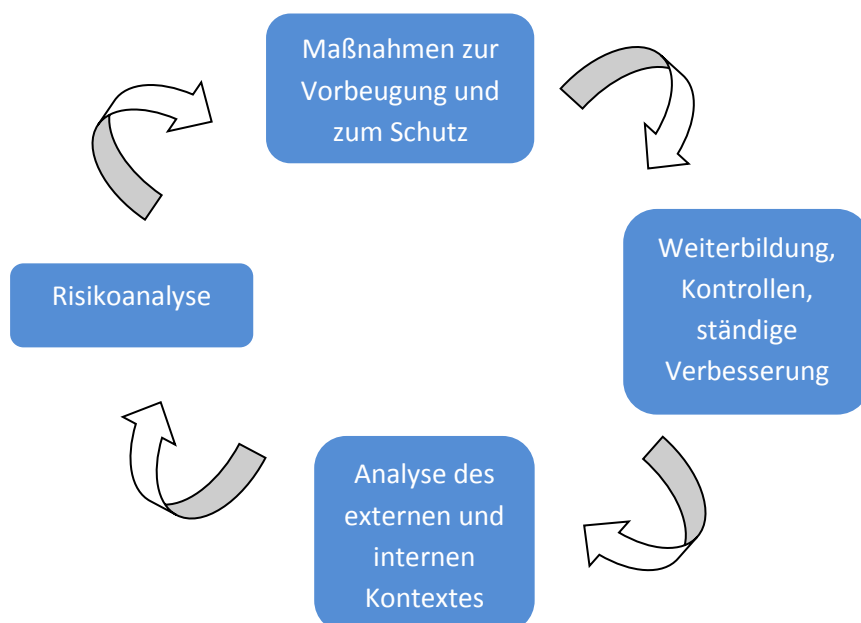 Maßnahmen zur
Vorbeugung und
zum Schutz
Weiterbildung,
Kontrollen,
ständige
Verbesserung
Risikoanalyse
Analyse des
externen und
internen
Kontextes